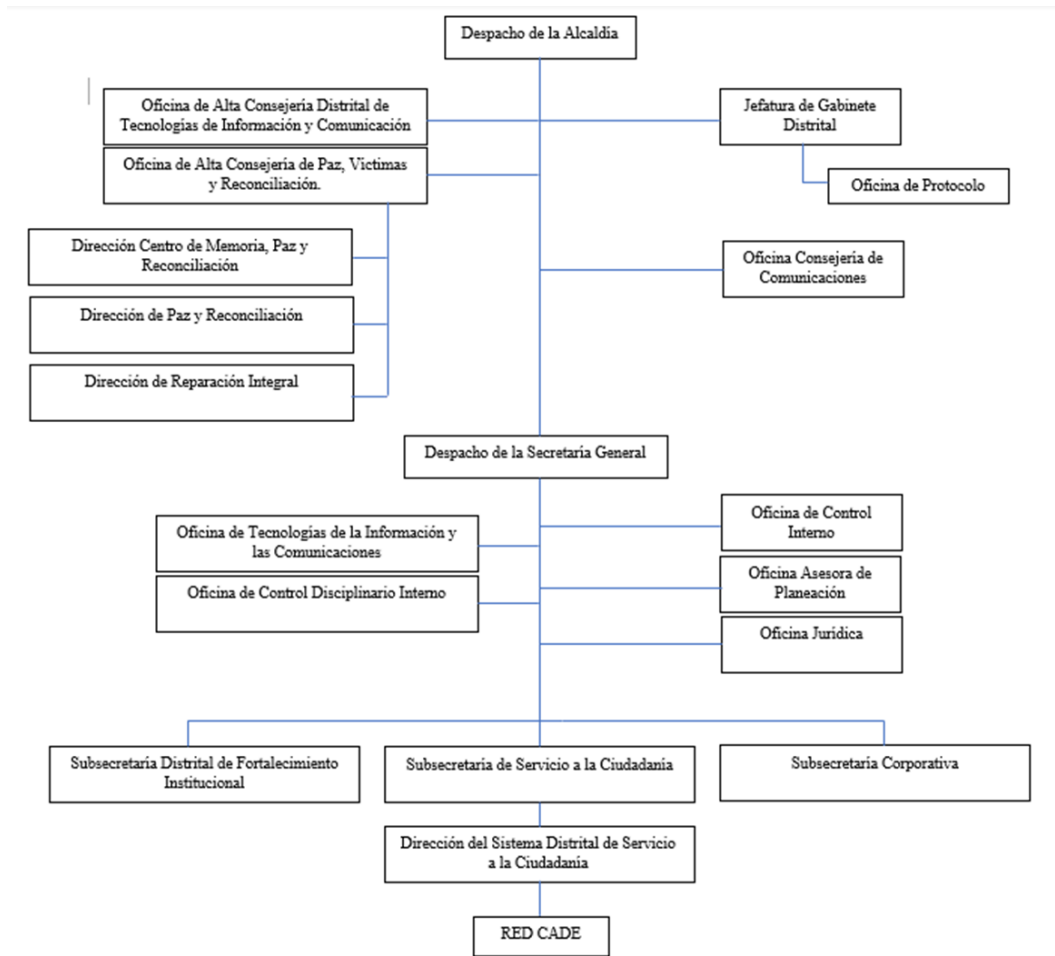 Despacho de la Alcaldía
Oficina de Alta Consejería Distrital de
Tecnologías de Información y Comunicación
Jefatura de Gabinete
Distrital
Oficina de Alta Consejería de Paz, Victimas
y Reconciliación.
Oficina de Protocolo
Dirección Centro de Memoria, Paz y
Reconciliación
Oficina Consejería de
Comunicaciones
Dirección de Paz y Reconciliación
Dirección de Reparación Integral
Despacho de la Secretaría General
Oficina de Tecnologías de la Información y
las Comunicaciones
Oficina de Control
Interno
Oficina de Control Disciplinario Interno
Oficina Asesora de
Planeación
Oficina Jurídica
Subsecretaría Distrital de Fortalecimiento
Institucional
Subsecretaría de Servicio a la Ciudadanía
Subsecretaría Corporativa
Dirección del Sistema Distrital de Servicio
a la Ciudadanía
RED CADE